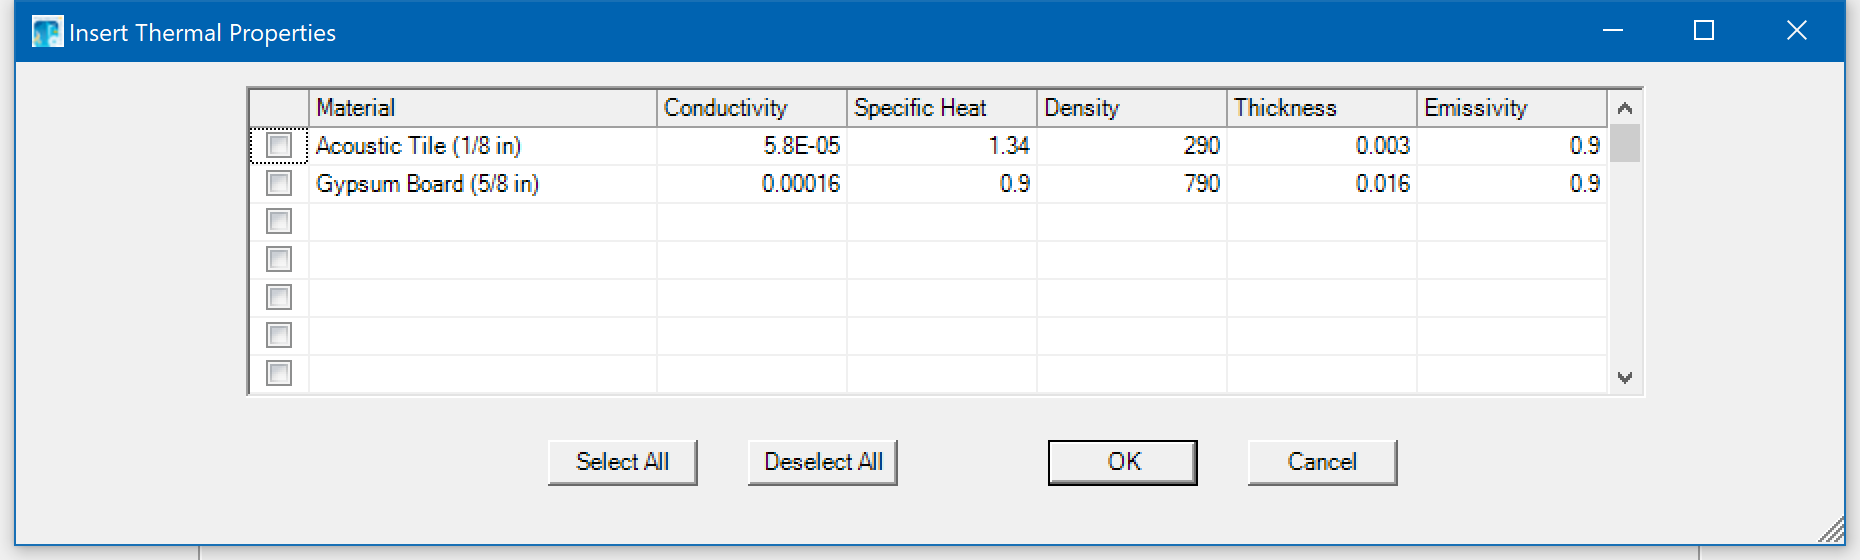 Insert Thermal Properties
Material Conductivity Specific Heat Density Thickness Emissivity
Acoustic Tile (1/8 in) 5.8E-05 1.34 290 0.003 0.9
Gypsum Board (5/8 in) 0.00016 0.9 790 0.016 0.9
Select All Deselect All OK Cancel